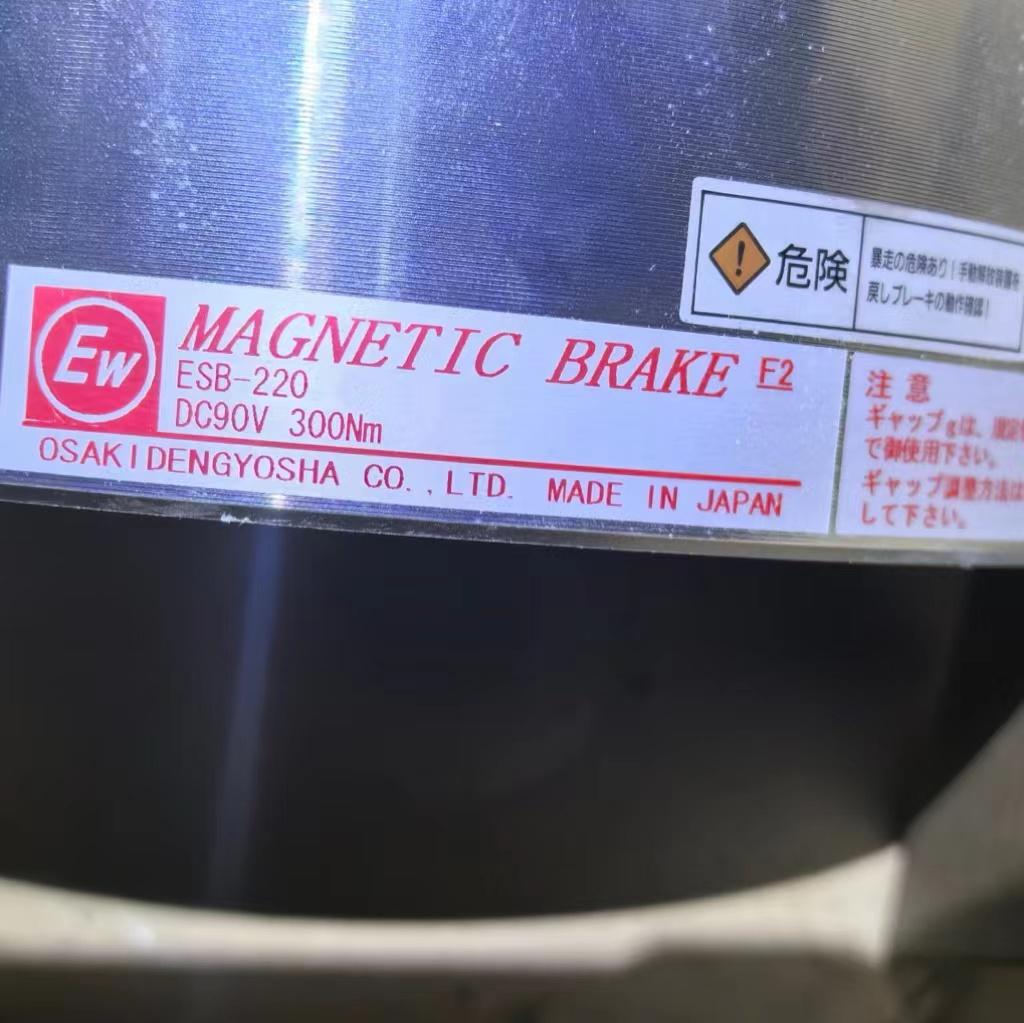 Ew
MAGNETIC BRAKE F2
ESB-220
DC90V 300Nm
OSAKIDENGYOSHA CO.,LTD. MADE IN JAPAN
危険
暴走の危険あり!手動解放装置を
戻しブレーキの動作確認!
注意
ギャップgは、規定
で御使用下さい。
ギャップ調整方法は
して下さい。